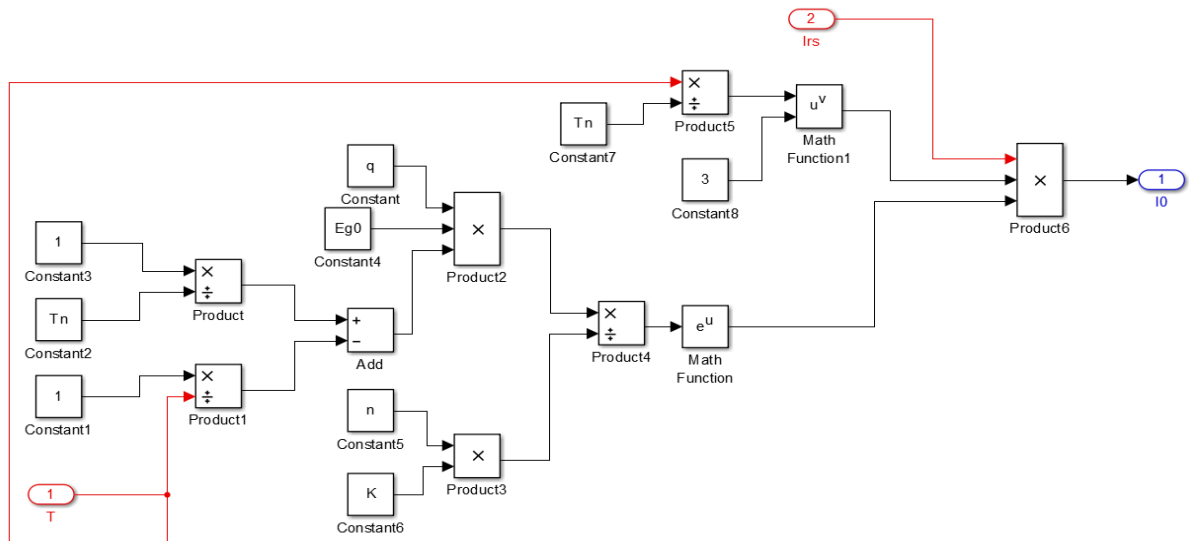 2
Irs
×
÷
Product5
Tn
Constant7
u^v
Math
Function1
3
Constant8
×
Product6
1
I0
q
Constant
Eg0
Constant4
×
Product2
1
Constant3
×
÷
Product
Tn
Constant2
+
−
Add
×
÷
Product4
e^u
Math
Function
1
Constant1
×
÷
Product1
n
Constant5
×
Product3
K
Constant6
1
T